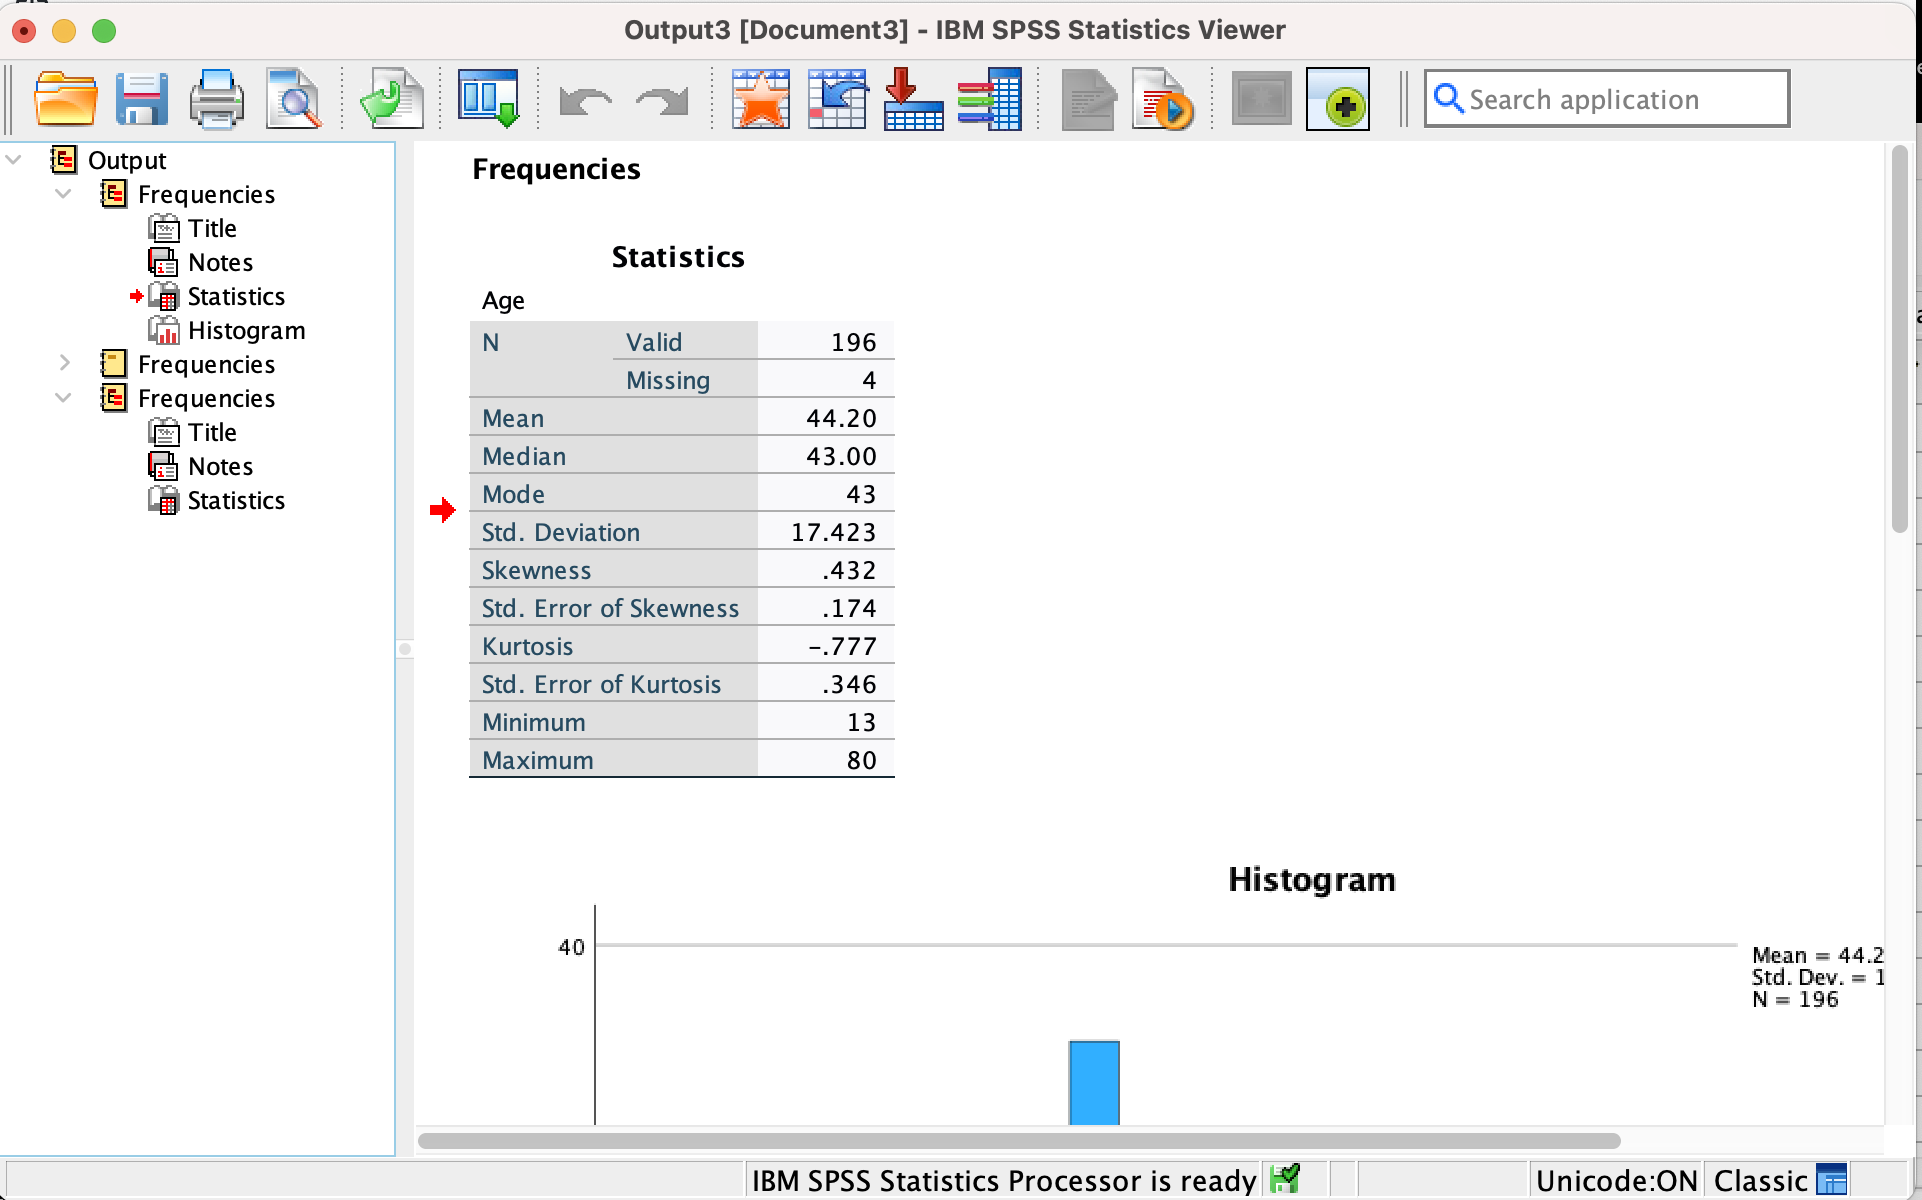 Output3 [Document3] - IBM SPSS Statistics Viewer
Search application
Output
Frequencies
Title
Notes
Statistics
Histogram
Frequencies
Frequencies
Title
Notes
Statistics
Frequencies
Statistics
Age
N Valid 196
Missing 4
Mean 44.20
Median 43.00
Mode 43
Std. Deviation 17.423
Skewness .432
Std. Error of Skewness .174
Kurtosis -.777
Std. Error of Kurtosis .346
Minimum 13
Maximum 80
Histogram
40
Mean = 44.2
Std. Dev. = 1
N = 196
IBM SPSS Statistics Processor is ready
Unicode:ON
Classic